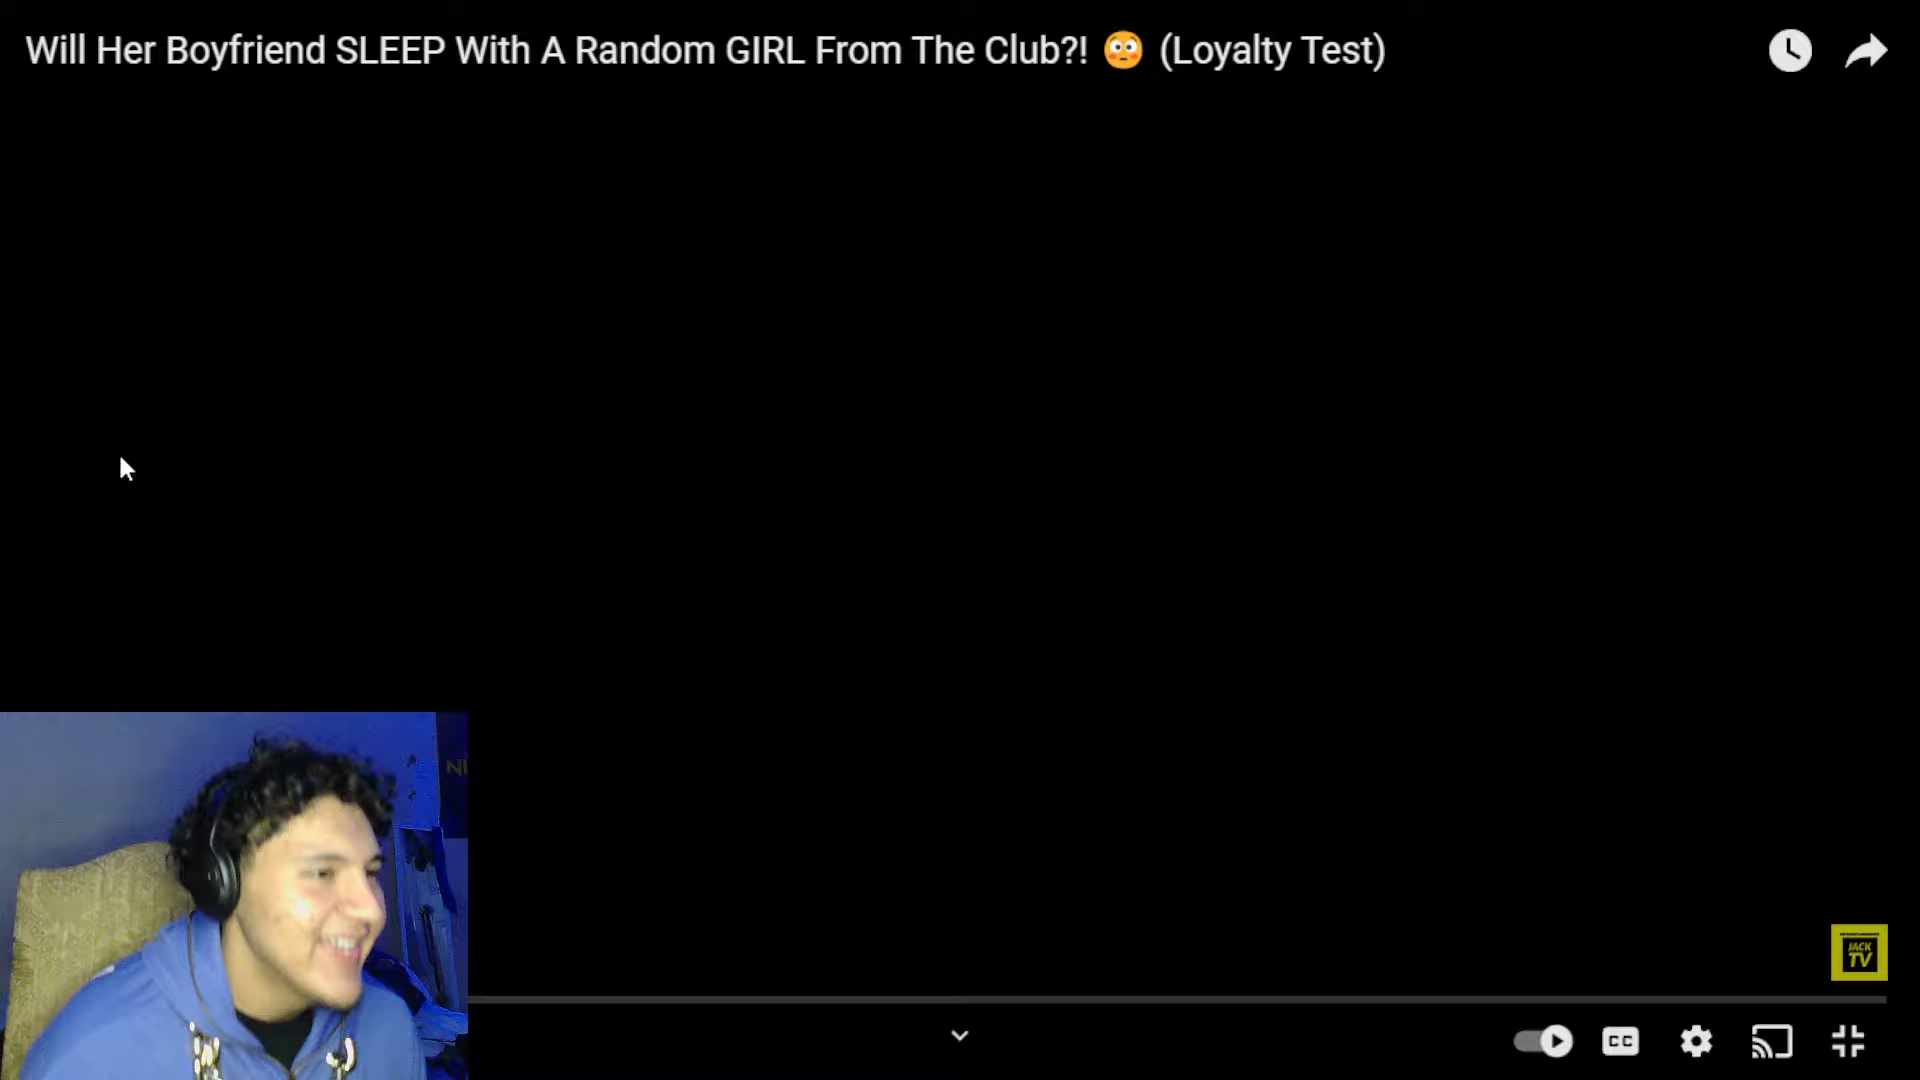 Will Her Boyfriend SLEEP With A Random GIRL From The Club?! 😳 (Loyalty Test)
JACK
TV
CC